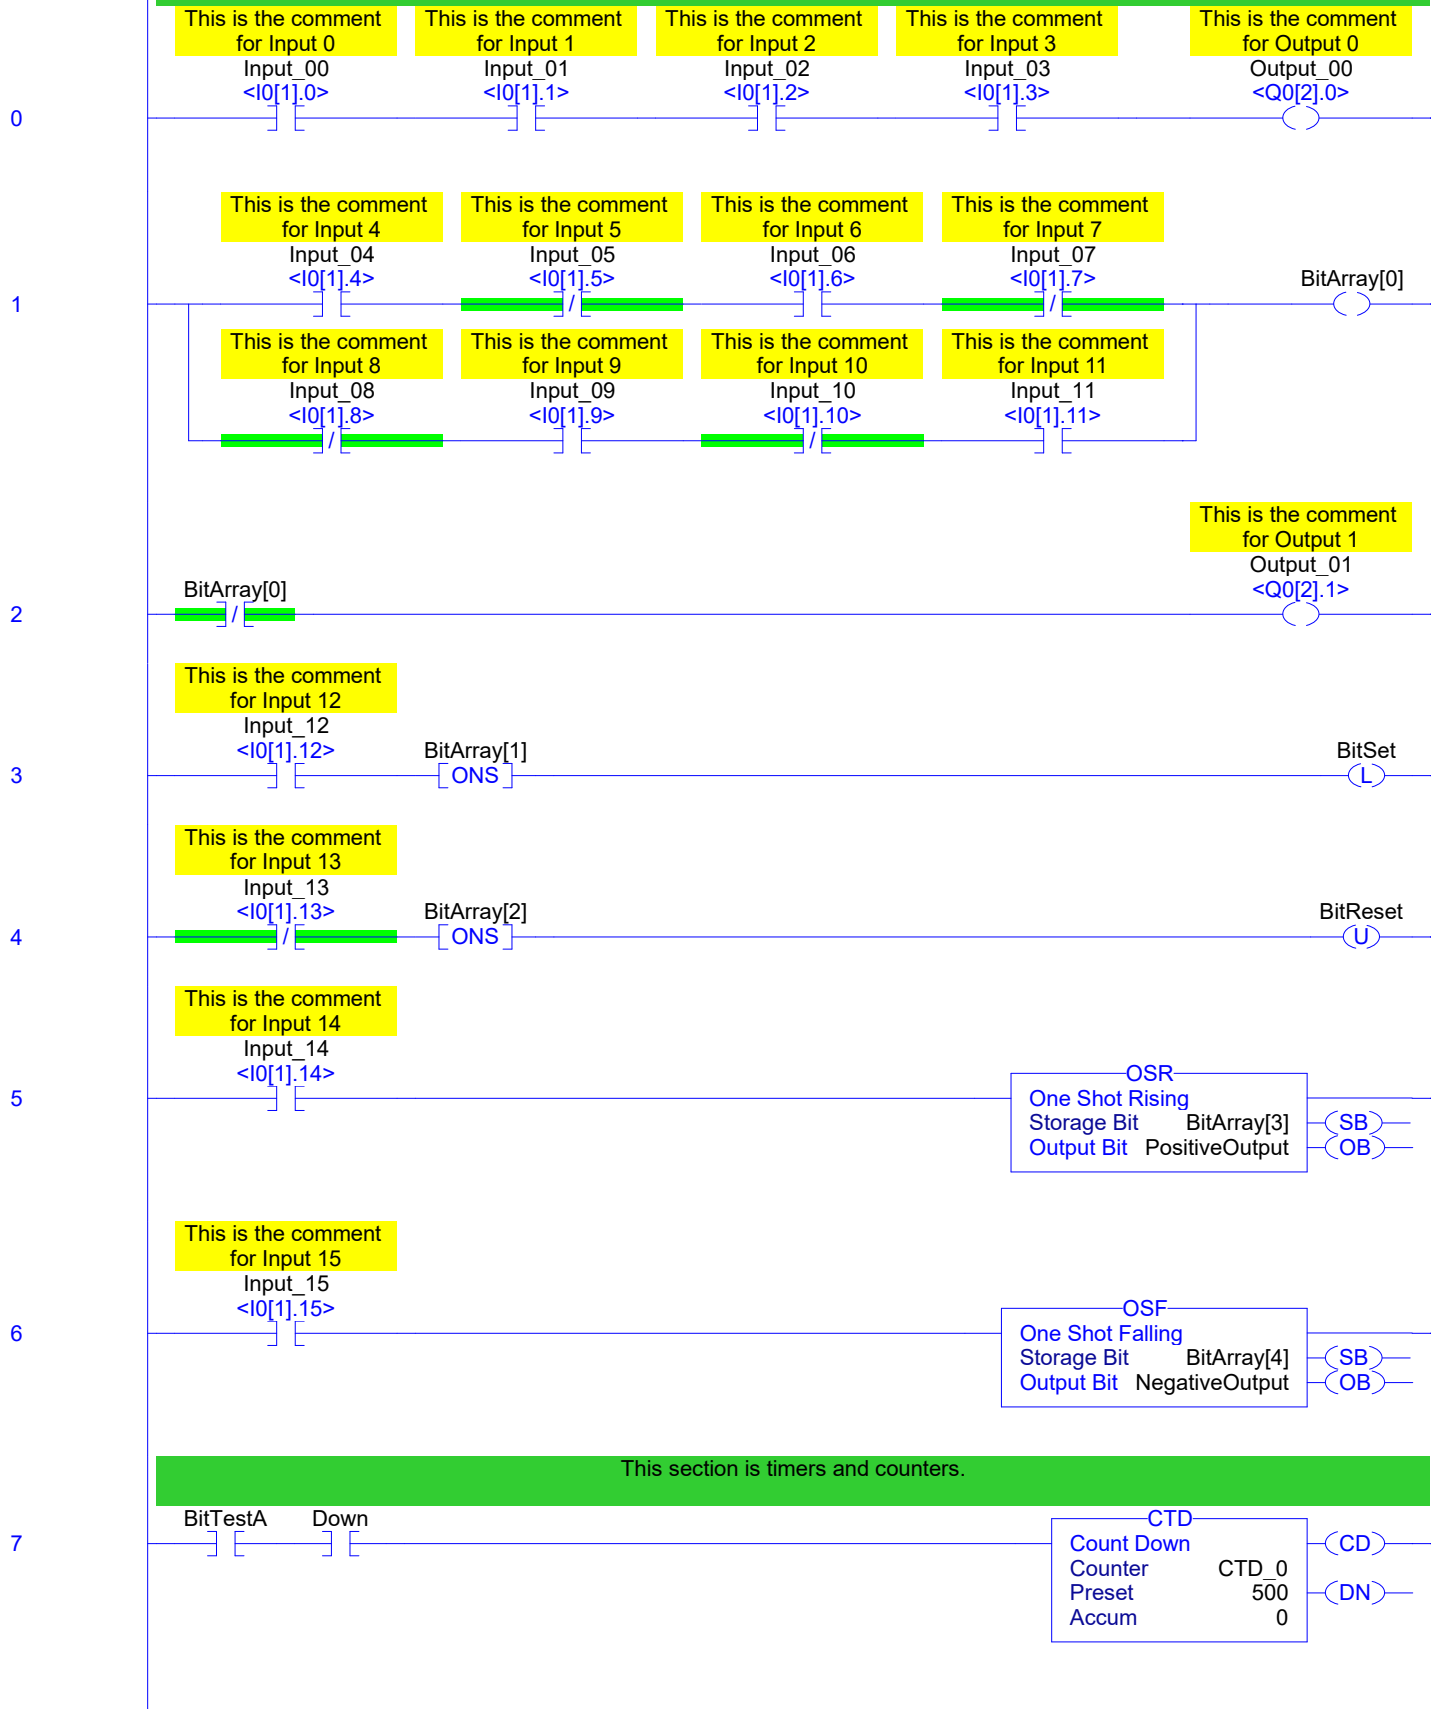 This is the comment This is the comment This is the comment This is the comment This is the comment
for Input 0 for Input 1 for Input 2 for Input 3 for Output 0
Input_00 Input_01 Input_02 Input_03 Output_00
<I0[1].0> <I0[1].1> <I0[1].2> <I0[1].3> <Q0[2].0>
0
This is the comment This is the comment This is the comment This is the comment
for Input 4 for Input 5 for Input 6 for Input 7
Input_04 Input_05 Input_06 Input_07
<I0[1].4> <I0[1].5> <I0[1].6> <I0[1].7> BitArray[0]
1 / /
This is the comment This is the comment This is the comment This is the comment
for Input 8 for Input 9 for Input 10 for Input 11
Input_08 Input_09 Input_10 Input_11
<I0[1].8> <I0[1].9> <I0[1].10> <I0[1].11>
/ /
This is the comment
for Output 1
Output_01
BitArray[0] <Q0[2].1>
2 /
This is the comment
for Input 12
Input_12
<I0[1].12> BitArray[1] BitSet
3 ONS L
This is the comment
for Input 13
Input_13
<I0[1].13> BitArray[2] BitReset
4 / ONS U
This is the comment
for Input 14
Input_14
<I0[1].14> OSR
5 One Shot Rising
Storage Bit BitArray[3] SB
Output Bit PositiveOutput OB
This is the comment
for Input 15
Input_15
<I0[1].15> OSF
6 One Shot Falling
Storage Bit BitArray[4] SB
Output Bit NegativeOutput OB
This section is timers and counters.
BitTestA Down CTD
7 Count Down CD
Counter CTD_0
Preset 500 DN
Accum 0